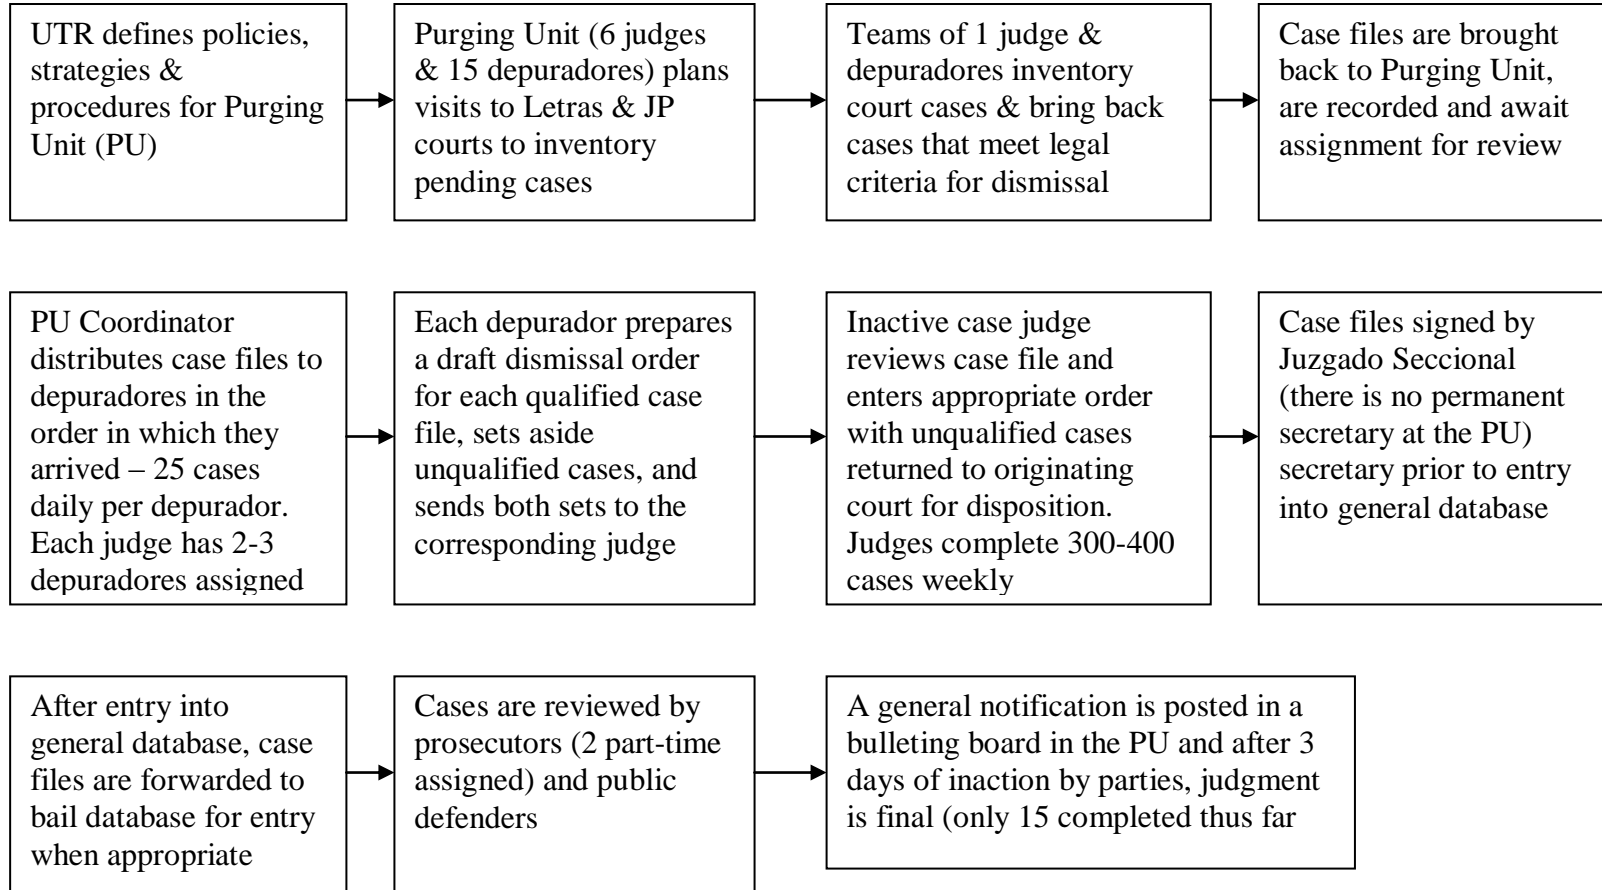 UTR defines policies,
strategies &
procedures for Purging
Unit (PU)
Purging Unit (6 judges
& 15 depuradores) plans
visits to Letras & JP
courts to inventory
pending cases
Teams of 1 judge &
depuradores inventory
court cases & bring back
cases that meet legal
criteria for dismissal
Case files are brought
back to Purging Unit,
are recorded and await
assignment for review
PU Coordinator
distributes case files to
depuradores in the
order in which they
arrived – 25 cases
daily per depurador.
Each judge has 2-3
depuradores assigned
Each depurador prepares
a draft dismissal order
for each qualified case
file, sets aside
unqualified cases, and
sends both sets to the
corresponding judge
Inactive case judge
reviews case file and
enters appropriate order
with unqualified cases
returned to originating
court for disposition.
Judges complete 300-400
cases weekly
Case files signed by
Juzgado Seccional
(there is no permanent
secretary at the PU)
secretary prior to entry
into general database
After entry into
general database, case
files are forwarded to
bail database for entry
when appropriate
Cases are reviewed by
prosecutors (2 part-time
assigned) and public
defenders
A general notification is posted in a
bulleting board in the PU and after 3
days of inaction by parties, judgment
is final (only 15 completed thus far